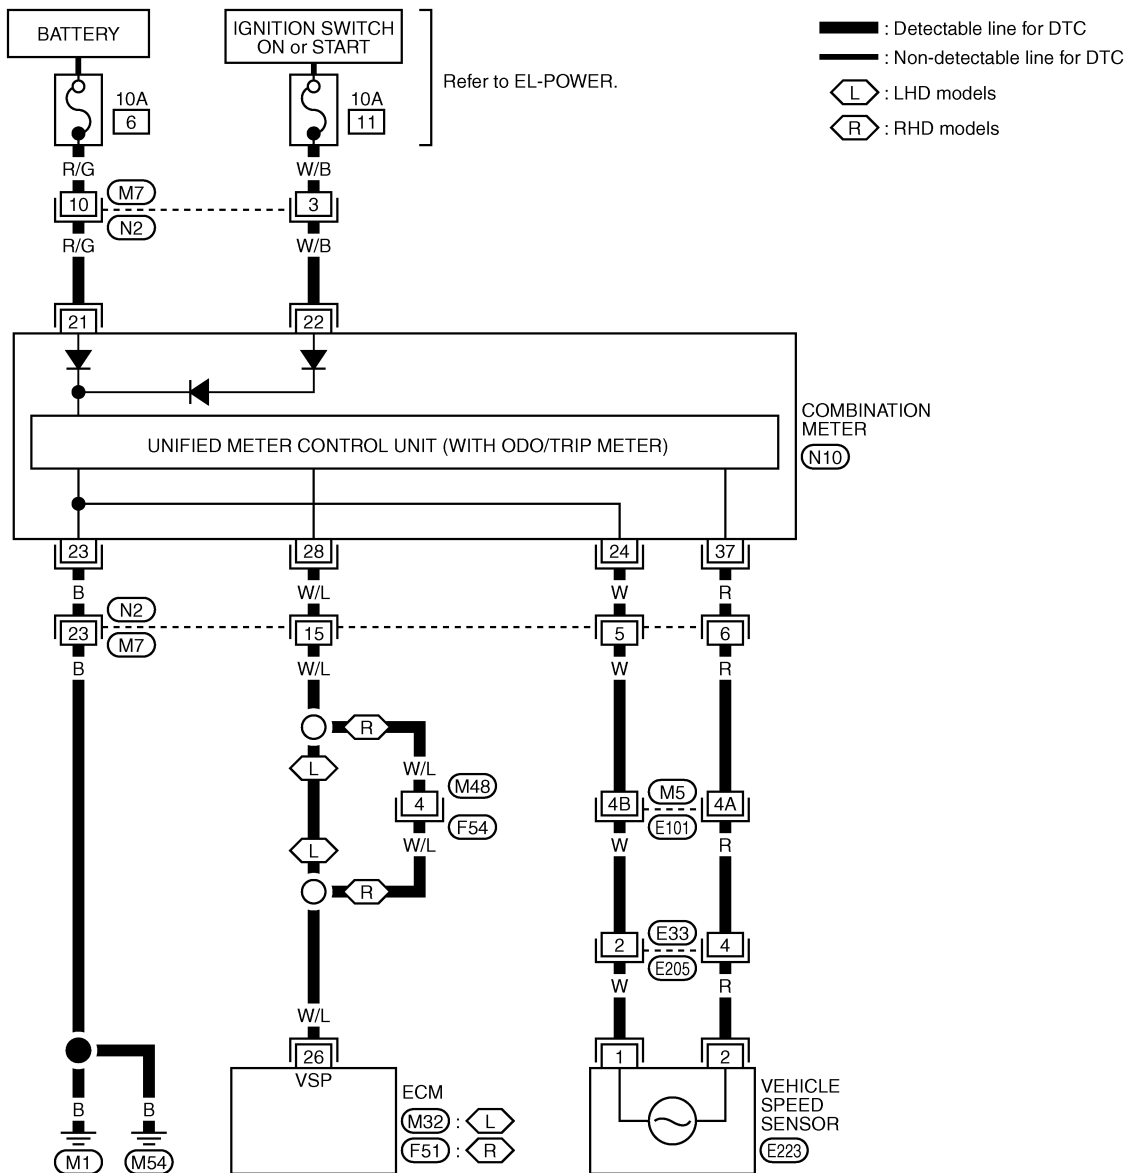 BATTERY
IGNITION SWITCH
ON or START
Refer to EL-POWER.
: Detectable line for DTC
: Non-detectable line for DTC
L : LHD models
R : RHD models
10A
6
10A
11
R/G
W/B
10
M7
3
N2
R/G
W/B
21
22
UNIFIED METER CONTROL UNIT (WITH ODO/TRIP METER)
COMBINATION
METER
N10
23
28
24
37
B
W/L
W
R
N2
23
15
5
6
M7
B
W/L
W
R
R
L
W/L
M48
4
F54
W/L
L
R
M5
4B
4A
E101
W
R
E33
2
4
E205
W
R
W/L
26
VSP
ECM
M32 : L
F51 : R
1
2
VEHICLE
SPEED
SENSOR
E223
B
B
M1
M54